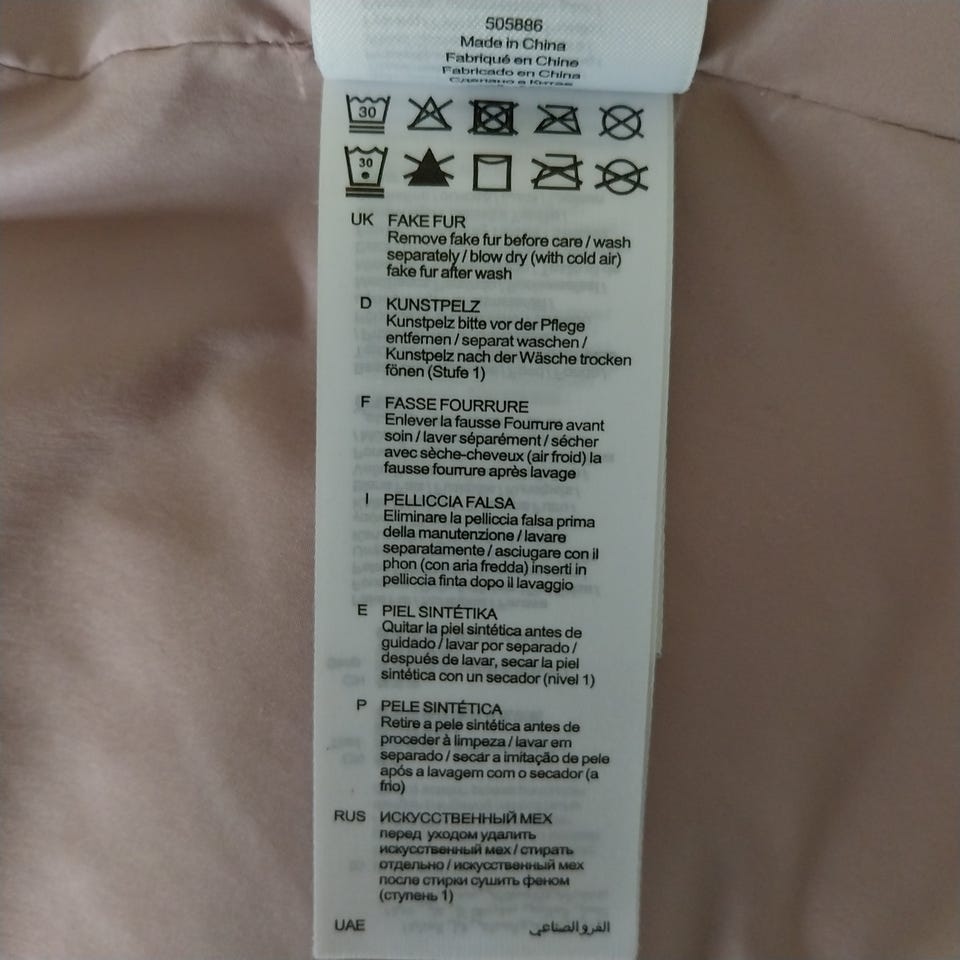 505886
Made in China
Fabriqué en Chine
Fabricado en China
Сделано в Китае
30
30
UK FAKE FUR
Remove fake fur before care / wash
separately / blow dry (with cold air)
fake fur after wash
D KUNSTPELZ
Kunstpelz bitte vor der Pflege
entfernen / separat waschen /
Kunstpelz nach der Wäsche trocken
fönen (Stufe 1)
F FASSE FOURRURE
Enlever la fausse Fourrure avant
soin / laver séparément / sécher
avec sèche-cheveux (air froid) la
fausse fourrure après lavage
I PELLICCIA FALSA
Eliminare la pelliccia falsa prima
della manutenzione / lavare
separatamente / asciugare con il
phon (con aria fredda) inserti in
pelliccia finta dopo il lavaggio
E PIEL SINTÉTIKA
Quitar la piel sintética antes de
guidado / lavar por separado /
después de lavar, secar la piel
sintética con un secador (nivel 1)
P PELE SINTÉTICA
Retire a pele sintética antes de
proceder à limpeza / lavar em
separado / secar a imitação de pele
após a lavagem com o secador (a
frio)
RUS ИСКУССТВЕННЫЙ МЕХ
перед уходом удалить
искусственный мех / стирать
отдельно / искусственный мех
после стирки сушить феном
(ступень 1)
UAE الفرو الصناعي